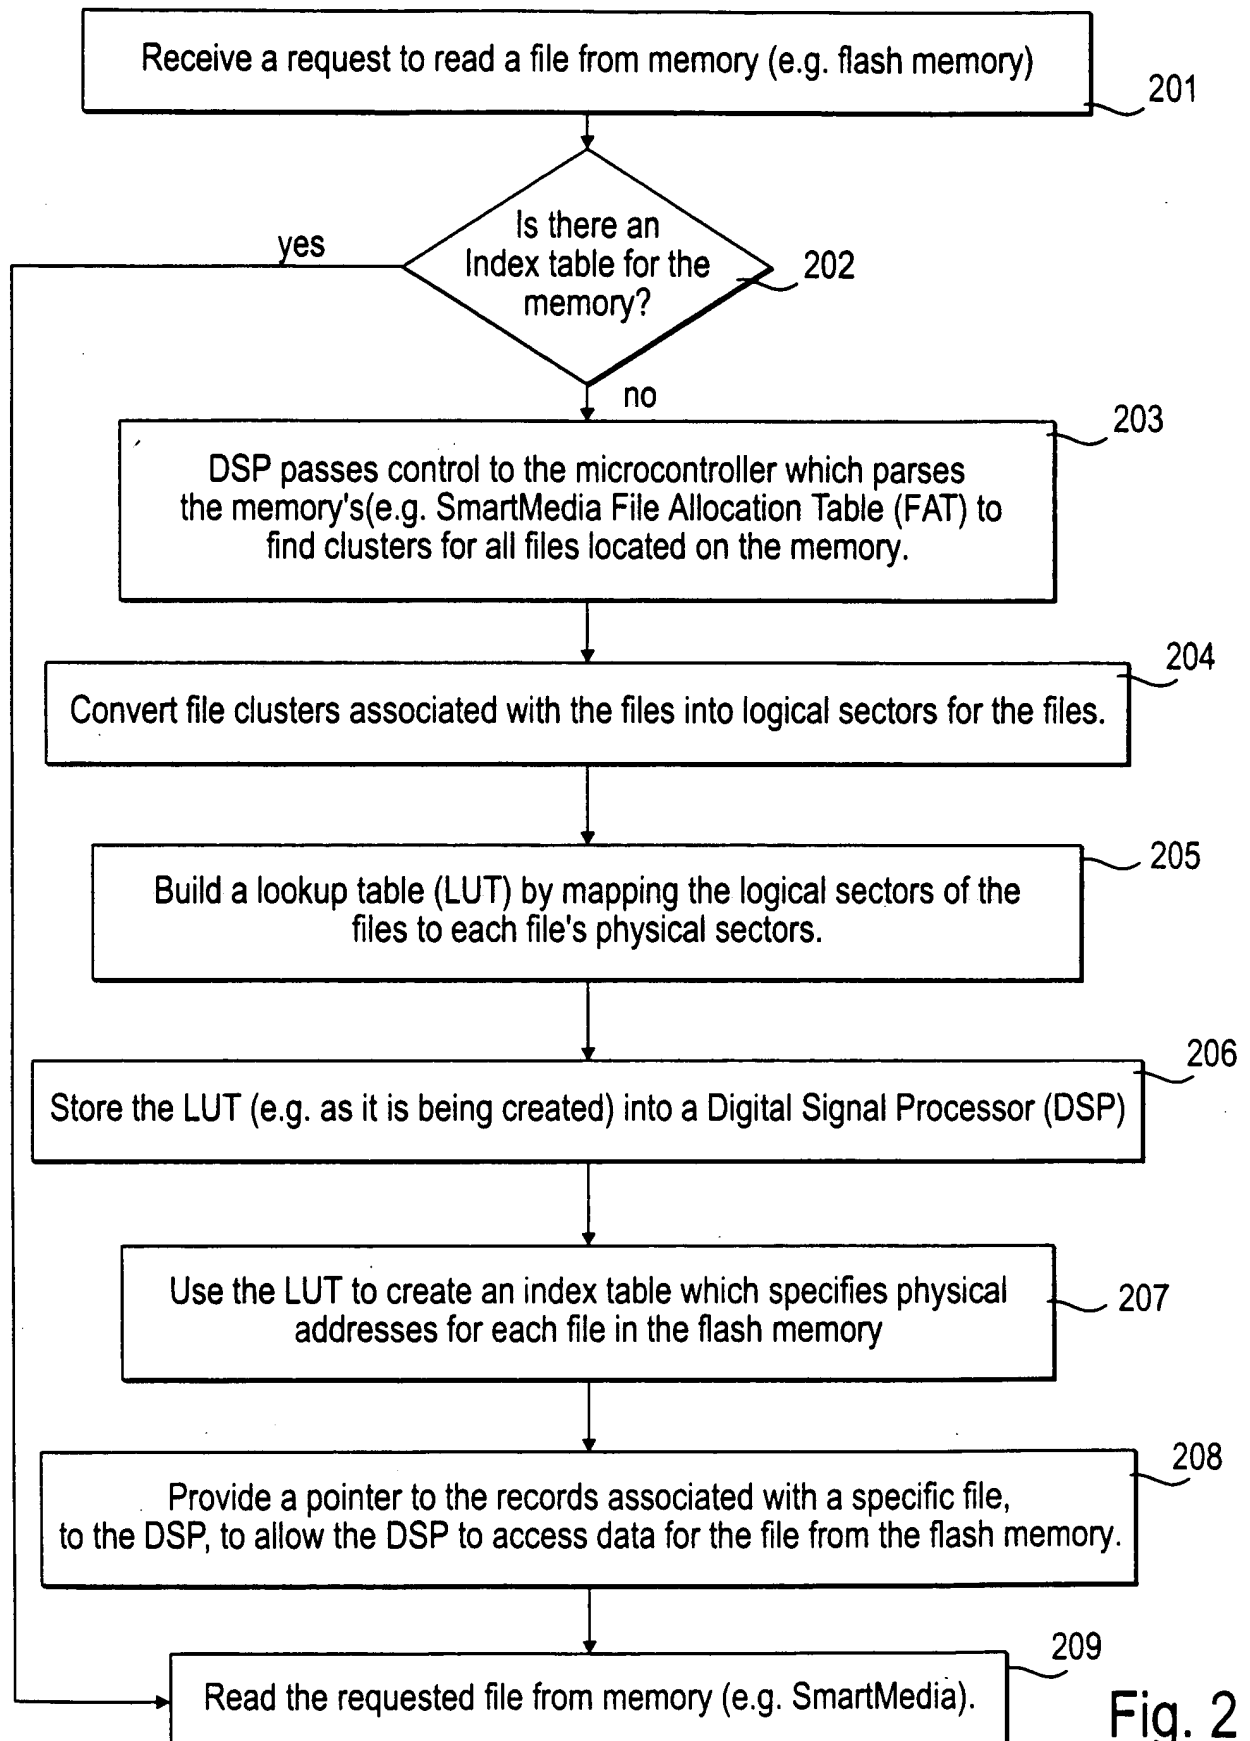 Receive a request to read a file from memory (e.g. flash memory)
201
Is there an
Index table for the
memory?
202
yes
no
203
DSP passes control to the microcontroller which parses
the memory's(e.g. SmartMedia File Allocation Table (FAT) to
find clusters for all files located on the memory.
204
Convert file clusters associated with the files into logical sectors for the files.
205
Build a lookup table (LUT) by mapping the logical sectors of the
files to each file's physical sectors.
206
Store the LUT (e.g. as it is being created) into a Digital Signal Processor (DSP)
Use the LUT to create an index table which specifies physical
addresses for each file in the flash memory
207
208
Provide a pointer to the records associated with a specific file,
to the DSP, to allow the DSP to access data for the file from the flash memory.
209
Read the requested file from memory (e.g. SmartMedia).
Fig. 2